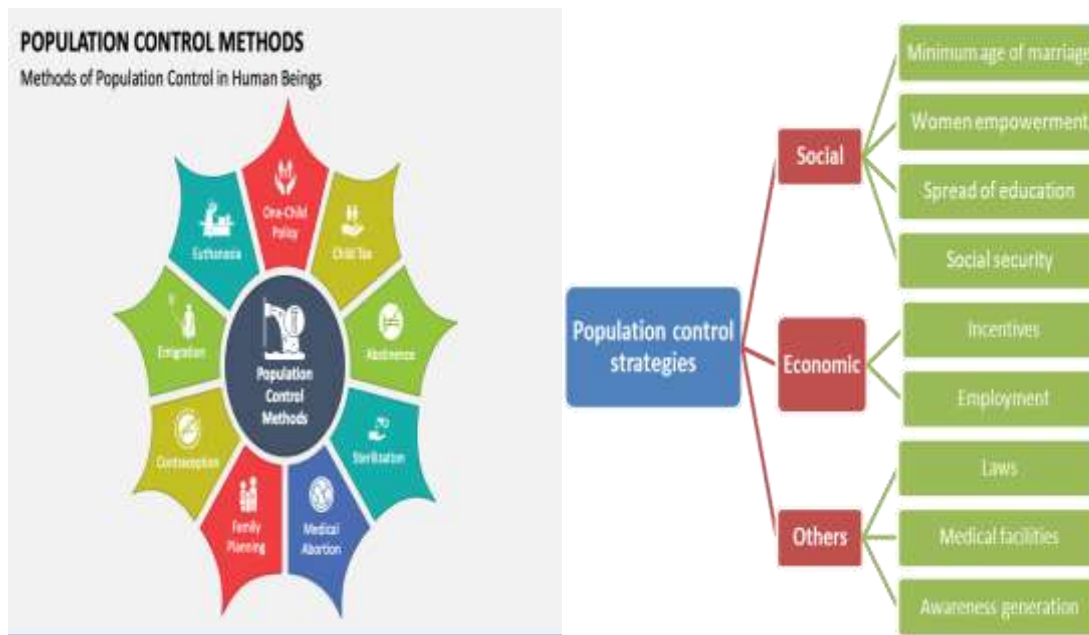 POPULATION CONTROL METHODS
Methods of Population Control in Human Beings
One-Child
Policy
Child Tax
Abstinence
Sterilization
Medical
Abortion
Family
Planning
Contraception
Emigration
Euthanasia
Population
Control
Methods
Population control
strategies
Social
Minimum age of marriage
Women empowerment
Spread of education
Social security
Economic
Incentives
Employment
Others
Laws
Medical facilities
Awareness generation